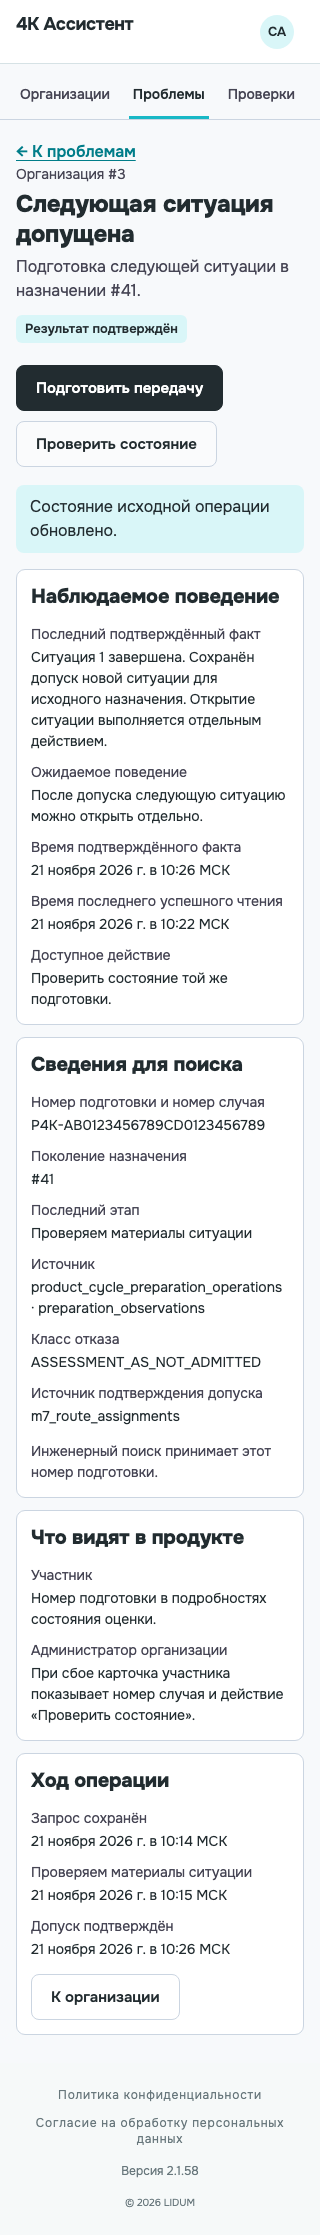 4К Ассистент
СА
Организации
Проблемы
Проверки
← К проблемам
Организация #3
Следующая ситуация
допущена
Подготовка следующей ситуации в
назначении #41.
Результат подтверждён
Подготовить передачу
Проверить состояние
Состояние исходной операции
обновлено.
Наблюдаемое поведение
Последний подтверждённый факт
Ситуация 1 завершена. Сохранён
допуск новой ситуации для
исходного назначения. Открытие
ситуации выполняется отдельным
действием.
Ожидаемое поведение
После допуска следующую ситуацию
можно открыть отдельно.
Время подтверждённого факта
21 ноября 2026 г. в 10:26 МСК
Время последнего успешного чтения
21 ноября 2026 г. в 10:22 МСК
Доступное действие
Проверить состояние той же
подготовки.
Сведения для поиска
Номер подготовки и номер случая
P4K-AB0123456789CD0123456789
Поколение назначения
#41
Последний этап
Проверяем материалы ситуации
Источник
product_cycle_preparation_operations
· preparation_observations
Класс отказа
ASSESSMENT_AS_NOT_ADMITTED
Источник подтверждения допуска
m7_route_assignments
Инженерный поиск принимает этот
номер подготовки.
Что видят в продукте
Участник
Номер подготовки в подробностях
состояния оценки.
Администратор организации
При сбое карточка участника
показывает номер случая и действие
«Проверить состояние».
Ход операции
Запрос сохранён
21 ноября 2026 г. в 10:14 МСК
Проверяем материалы ситуации
21 ноября 2026 г. в 10:15 МСК
Допуск подтверждён
21 ноября 2026 г. в 10:26 МСК
К организации
Политика конфиденциальности
Согласие на обработку персональных
данных
Версия 2.1.58
© 2026 LIDUM